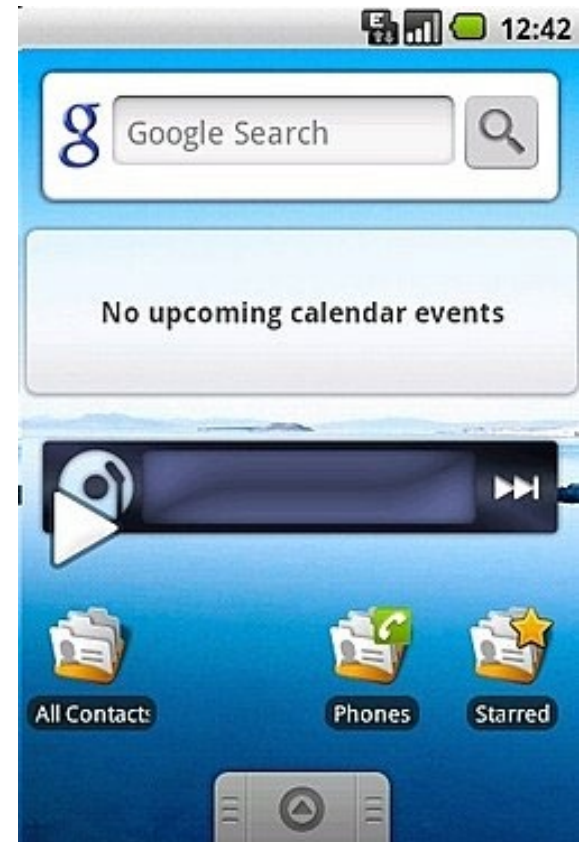 E
12:42
g
Google Search
No upcoming calendar events
All Contacts
Phones
Starred